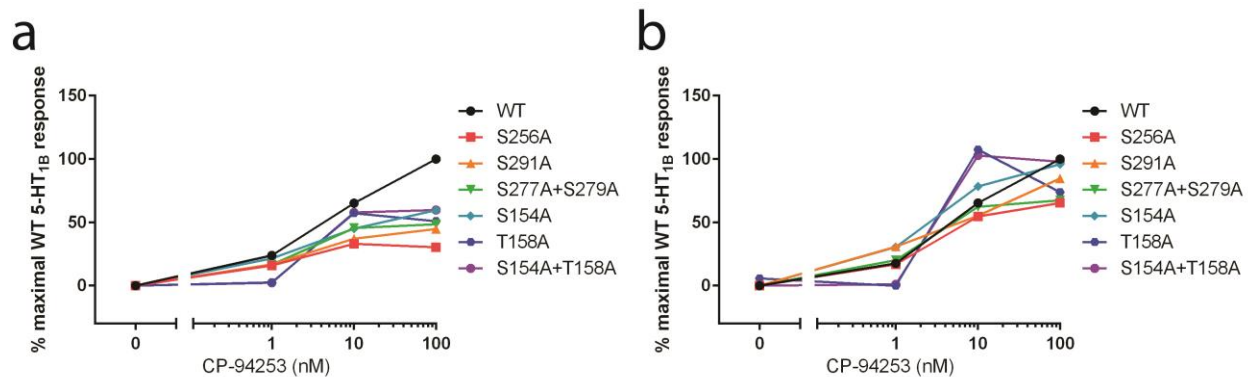 a
% maximal WT 5-HT1B response
150
100
50
0
0
1
10
100
CP-94253 (nM)
WT
S256A
S291A
S277A+S279A
S154A
T158A
S154A+T158A
b
% maximal WT 5-HT1B response
150
100
50
0
0
1
10
100
CP-94253 (nM)
WT
S256A
S291A
S277A+S279A
S154A
T158A
S154A+T158A